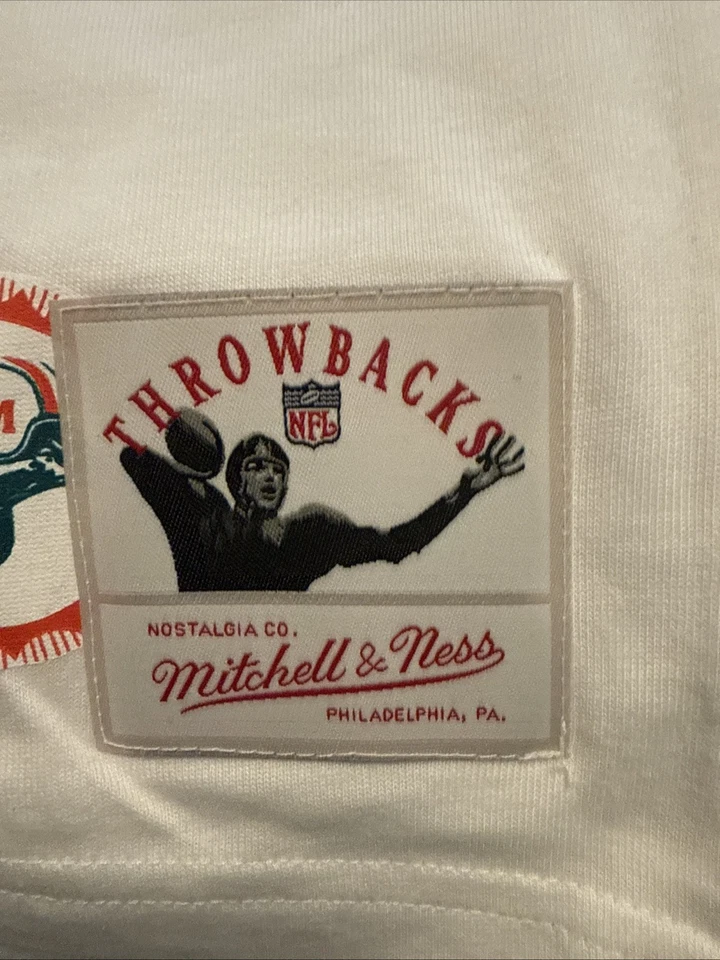 M
THROWBACKS
NFL
NOSTALGIA CO.
Mitchell & Ness
PHILADELPHIA, PA.